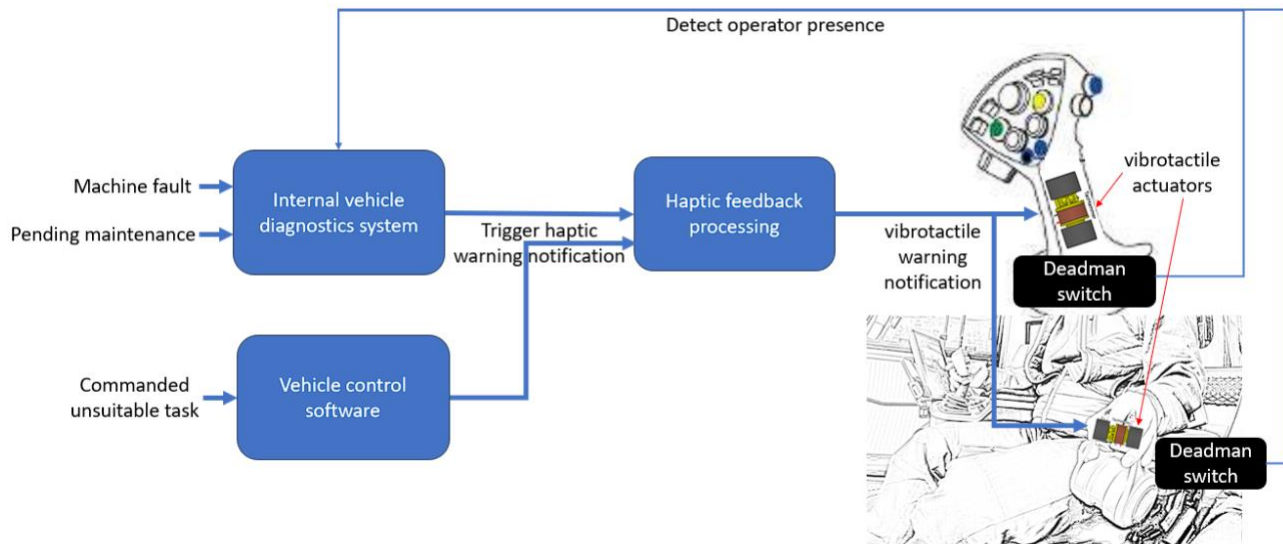 Detect operator presence
Machine fault
Pending maintenance
Internal vehicle
diagnostics system
Trigger haptic
warning notification
Haptic feedback
processing
vibrotactile
warning
notification
vibrotactile
actuators
Deadman
switch
Commanded
unsuitable task
Vehicle control
software
Deadman
switch